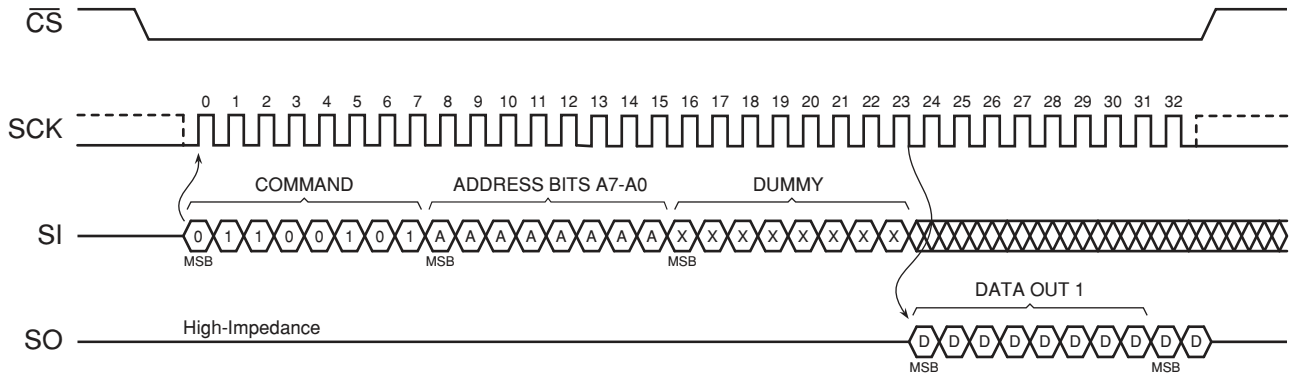 CS
0 1 2 3 4 5 6 7 8 9 10 11 12 13 14 15 16 17 18 19 20 21 22 23 24 25 26 27 28 29 30 31 32
SCK
COMMAND ADDRESS BITS A7-A0 DUMMY
SI 0 1 1 0 0 1 0 1 A A A A A A A A X X X X X X X X
MSB MSB MSB
DATA OUT 1
High-Impedance
SO D D D D D D D D D D
MSB MSB